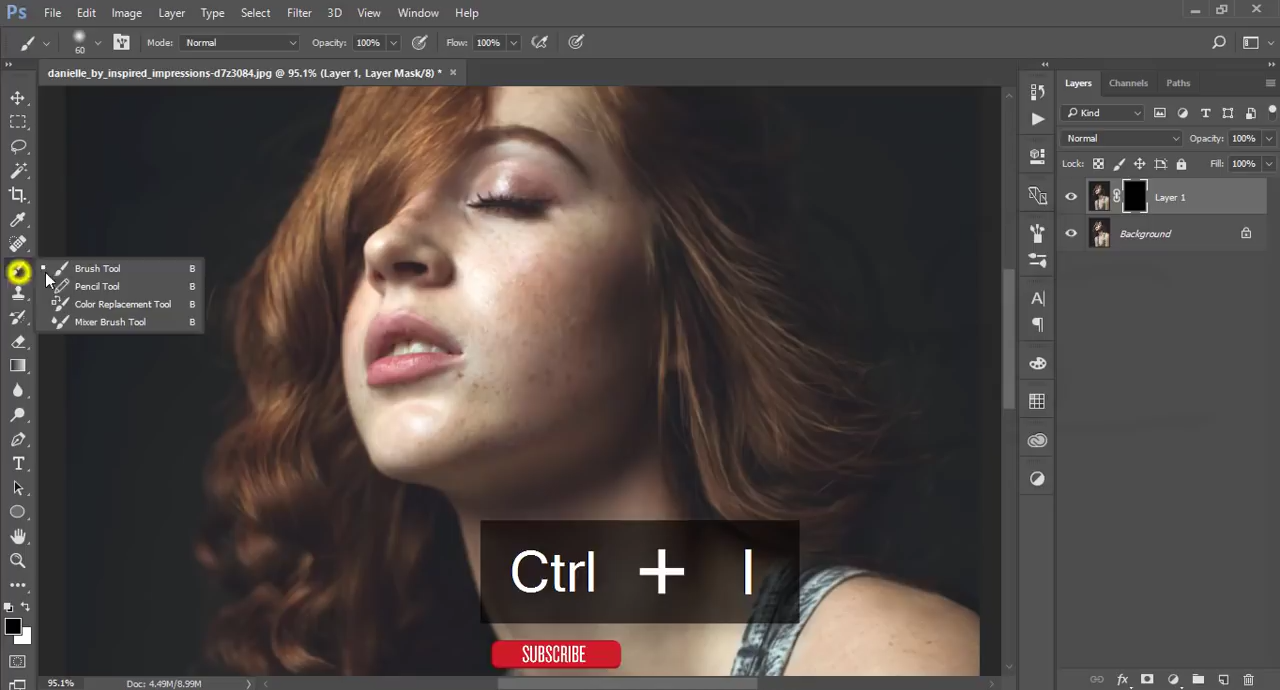 Ps File Edit Image Layer Type Select Filter 3D View Window Help
60 Mode: Normal Opacity: 100% Flow: 100%
danielle_by_inspired_impressions-d7z3084.jpg @ 95.1% (Layer 1, Layer Mask/8) * ×
Layers Channels Paths
Kind
Normal Opacity: 100%
Lock: Fill: 100%
Layer 1
Background
Brush Tool B
Pencil Tool B
Color Replacement Tool B
Mixer Brush Tool B
Ctrl + I
SUBSCRIBE
95.1% Doc: 4.49M/8.99M